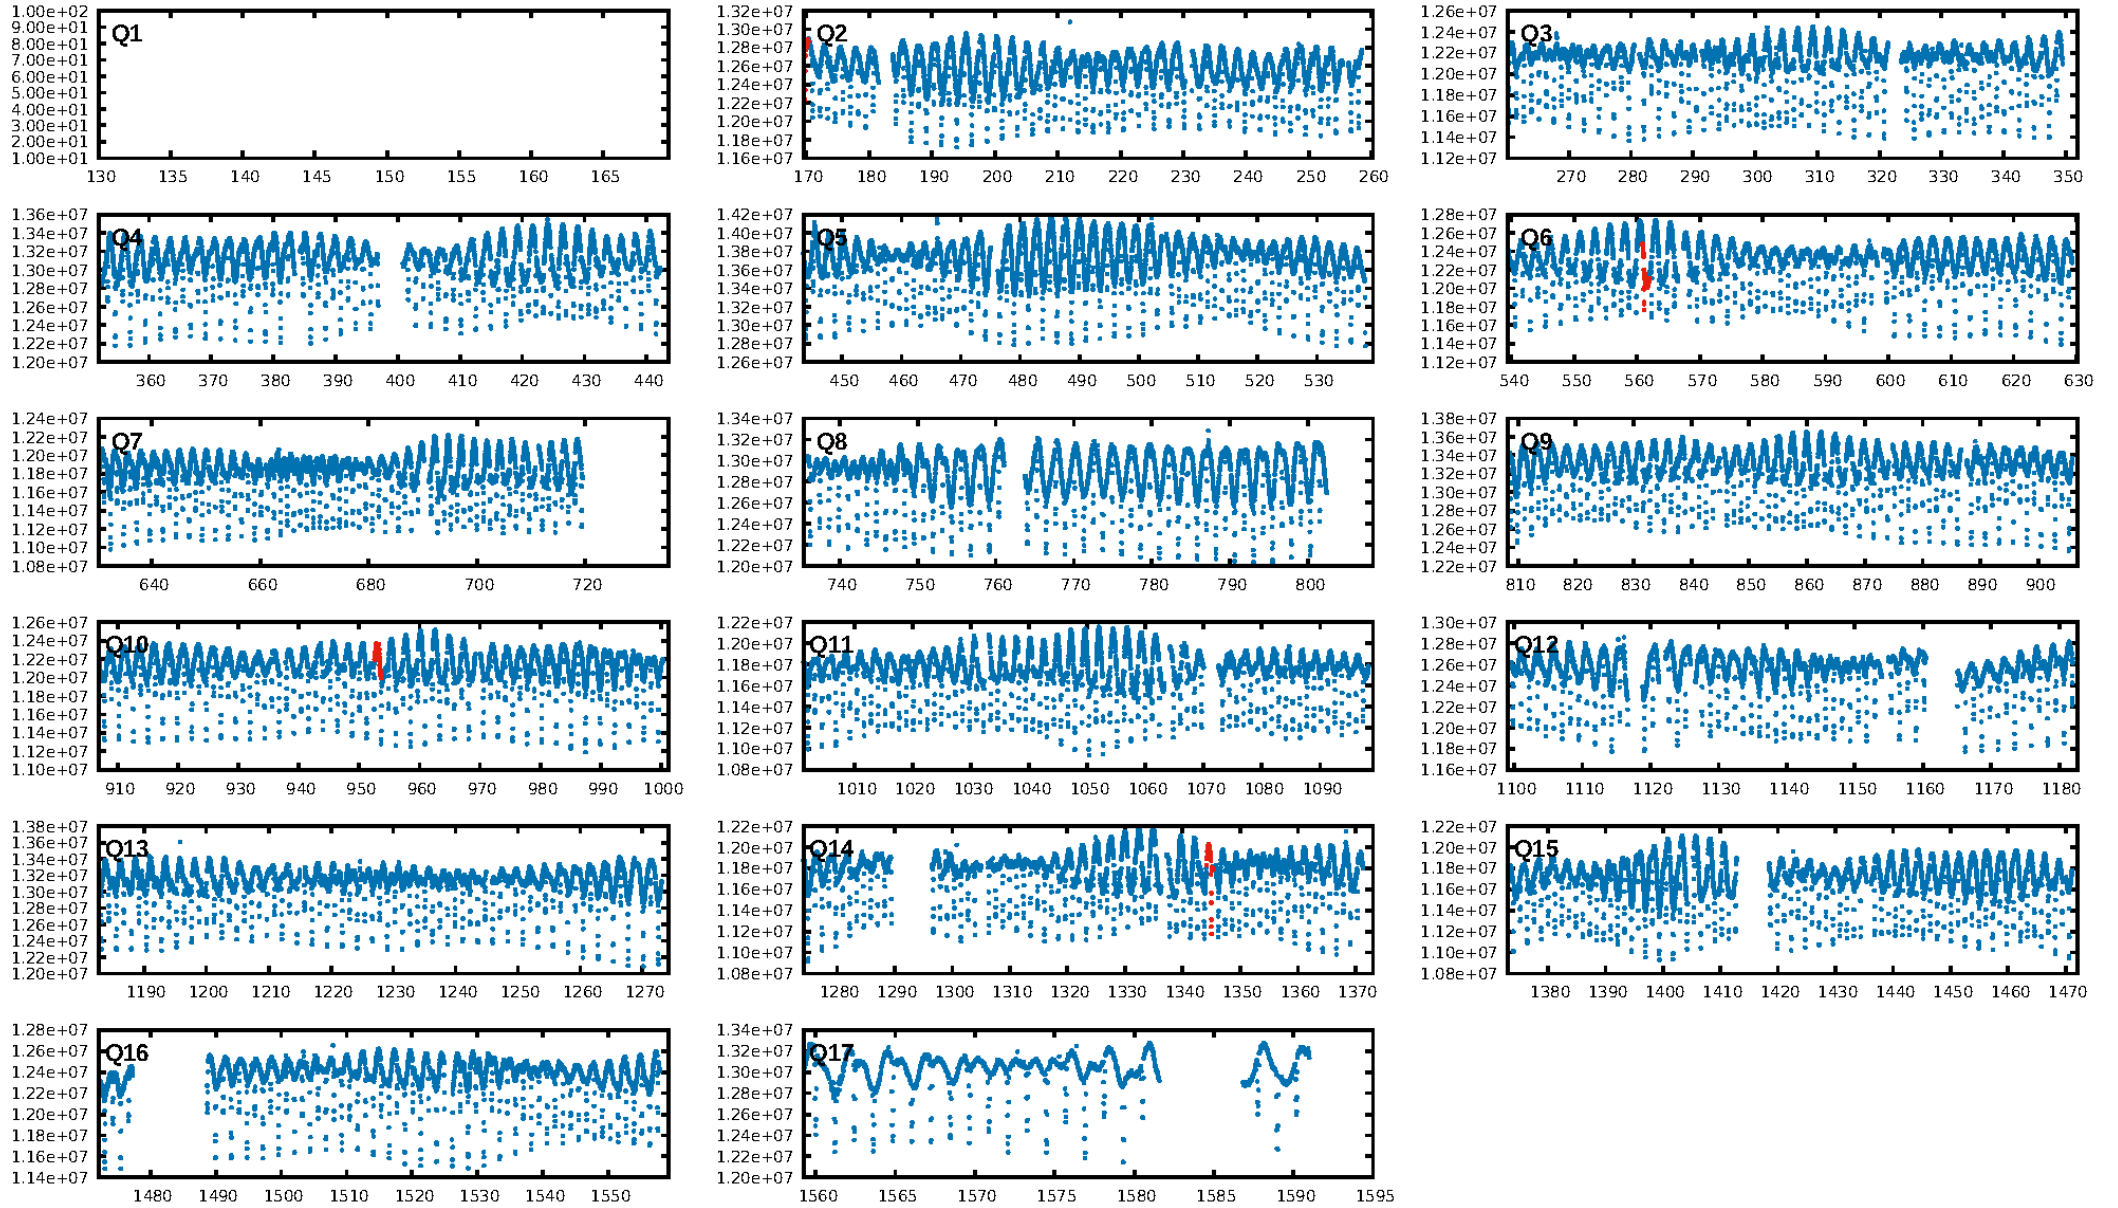 Q1
1.00e+02
9.00e+01
8.00e+01
7.00e+01
6.00e+01
5.00e+01
4.00e+01
3.00e+01
2.00e+01
1.00e+01
130 135 140 145 150 155 160 165
Q2
1.32e+07
1.30e+07
1.28e+07
1.26e+07
1.24e+07
1.22e+07
1.20e+07
1.18e+07
1.16e+07
170 180 190 200 210 220 230 240 250 260
Q3
1.26e+07
1.24e+07
1.22e+07
1.20e+07
1.18e+07
1.16e+07
1.14e+07
1.12e+07
270 280 290 300 310 320 330 340 350
Q4
1.36e+07
1.34e+07
1.32e+07
1.30e+07
1.28e+07
1.26e+07
1.24e+07
1.22e+07
1.20e+07
360 370 380 390 400 410 420 430 440
Q5
1.42e+07
1.40e+07
1.38e+07
1.36e+07
1.34e+07
1.32e+07
1.30e+07
1.28e+07
1.26e+07
450 460 470 480 490 500 510 520 530
Q6
1.28e+07
1.26e+07
1.24e+07
1.22e+07
1.20e+07
1.18e+07
1.16e+07
1.14e+07
1.12e+07
540 550 560 570 580 590 600 610 620 630
Q7
1.24e+07
1.22e+07
1.20e+07
1.18e+07
1.16e+07
1.14e+07
1.12e+07
1.10e+07
1.08e+07
640 660 680 700 720
Q8
1.34e+07
1.32e+07
1.30e+07
1.28e+07
1.26e+07
1.24e+07
1.22e+07
1.20e+07
740 750 760 770 780 790 800
Q9
1.38e+07
1.36e+07
1.34e+07
1.32e+07
1.30e+07
1.28e+07
1.26e+07
1.24e+07
1.22e+07
810 820 830 840 850 860 870 880 890 900
Q10
1.26e+07
1.24e+07
1.22e+07
1.20e+07
1.18e+07
1.16e+07
1.14e+07
1.12e+07
1.10e+07
910 920 930 940 950 960 970 980 990 1000
Q11
1.22e+07
1.20e+07
1.18e+07
1.16e+07
1.14e+07
1.12e+07
1.10e+07
1.08e+07
1010 1020 1030 1040 1050 1060 1070 1080 1090
Q12
1.30e+07
1.28e+07
1.26e+07
1.24e+07
1.22e+07
1.20e+07
1.18e+07
1.16e+07
1100 1110 1120 1130 1140 1150 1160 1170 1180
Q13
1.38e+07
1.36e+07
1.34e+07
1.32e+07
1.30e+07
1.28e+07
1.26e+07
1.24e+07
1.22e+07
1.20e+07
1190 1200 1210 1220 1230 1240 1250 1260 1270
Q14
1.22e+07
1.20e+07
1.18e+07
1.16e+07
1.14e+07
1.12e+07
1.10e+07
1.08e+07
1280 1290 1300 1310 1320 1330 1340 1350 1360 1370
Q15
1.22e+07
1.20e+07
1.18e+07
1.16e+07
1.14e+07
1.12e+07
1.10e+07
1.08e+07
1380 1390 1400 1410 1420 1430 1440 1450 1460 1470
Q16
1.28e+07
1.26e+07
1.24e+07
1.22e+07
1.20e+07
1.18e+07
1.16e+07
1.14e+07
1480 1490 1500 1510 1520 1530 1540 1550
Q17
1.34e+07
1.32e+07
1.30e+07
1.28e+07
1.26e+07
1.24e+07
1.22e+07
1.20e+07
1560 1565 1570 1575 1580 1585 1590 1595